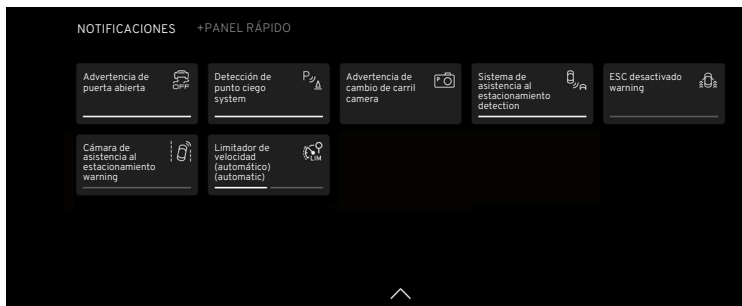 NOTIFICACIONES +PANEL RÁPIDO
Advertencia de
puerta abierta
OFF
Detección de
punto ciego
system
P
Advertencia de
cambio de carril
camera
P
Sistema de
asistencia al
estacionamiento
detection
ESC desactivado
warning
Cámara de
asistencia al
estacionamiento
warning
Limitador de
velocidad
(automático)
(automatic)
LIM